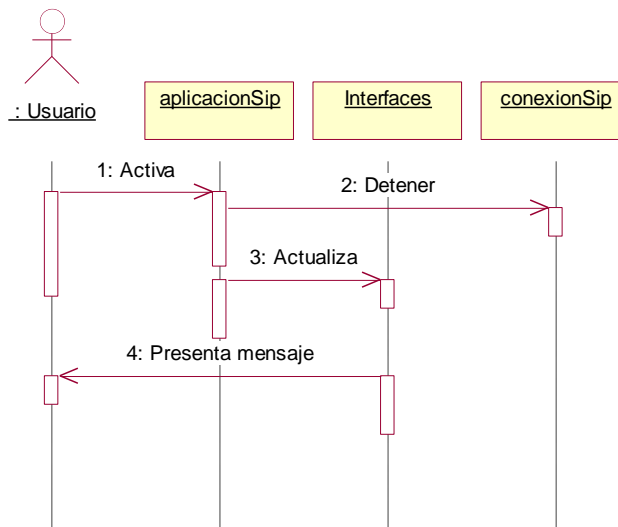 : Usuario
aplicacionSip
Interfaces
conexionSip
1: Activa
2: Detener
3: Actualiza
4: Presenta mensaje